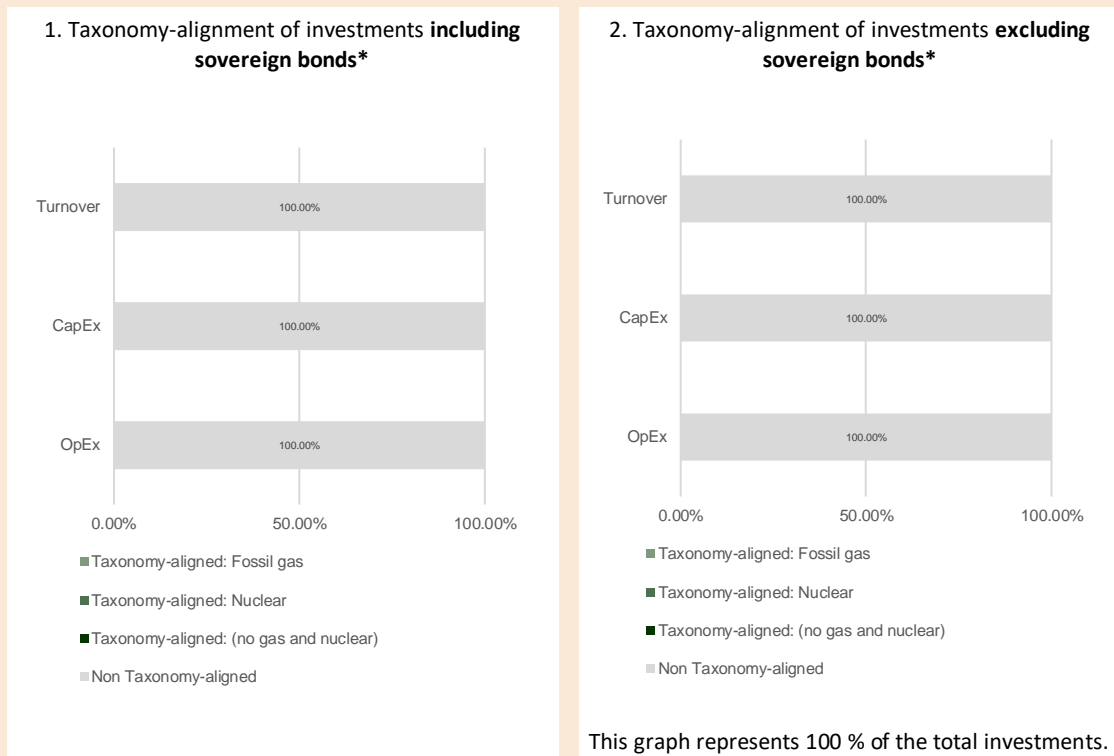 1. Taxonomy-alignment of investments including
sovereign bonds*
Turnover
100.00%
CapEx
100.00%
OpEx
100.00%
0.00% 50.00% 100.00%
Taxonomy-aligned: Fossil gas
Taxonomy-aligned: Nuclear
Taxonomy-aligned: (no gas and nuclear)
Non Taxonomy-aligned
2. Taxonomy-alignment of investments excluding
sovereign bonds*
Turnover
100.00%
CapEx
100.00%
OpEx
100.00%
0.00% 50.00% 100.00%
Taxonomy-aligned: Fossil gas
Taxonomy-aligned: Nuclear
Taxonomy-aligned: (no gas and nuclear)
Non Taxonomy-aligned
This graph represents 100 % of the total investments.